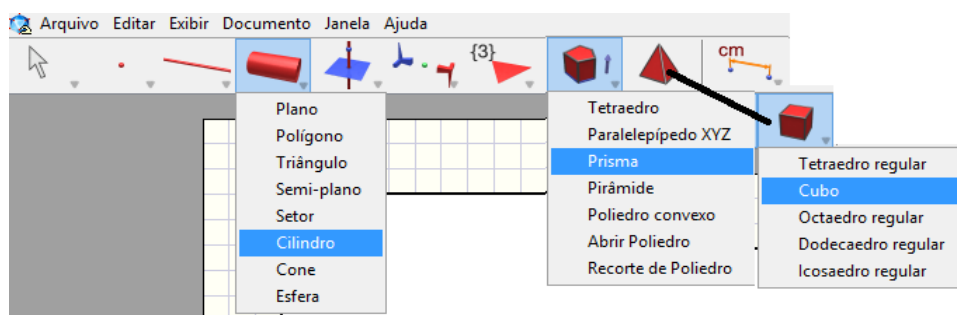 Arquivo Editar Exibir Documento Janela Ajuda
{3}
cm
Plano
Polígono
Triângulo
Semi-plano
Setor
Cilindro
Cone
Esfera
Tetraedro
Paralelepípedo XYZ
Prisma
Pirâmide
Poliedro convexo
Abrir Poliedro
Recorte de Poliedro
Tetraedro regular
Cubo
Octaedro regular
Dodecaedro regular
Icosaedro regular